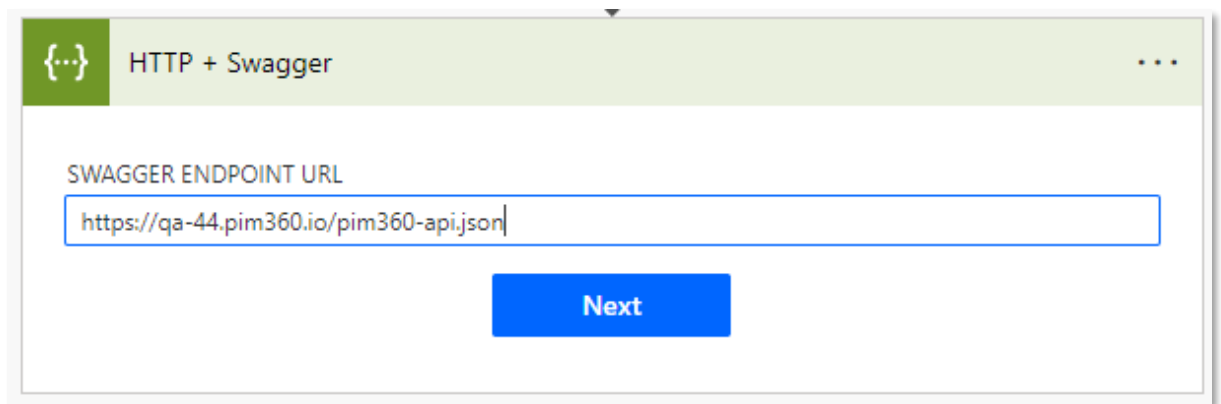 HTTP + Swagger
SWAGGER ENDPOINT URL
https://qa-44.pim360.io/pim360-api.json
Next